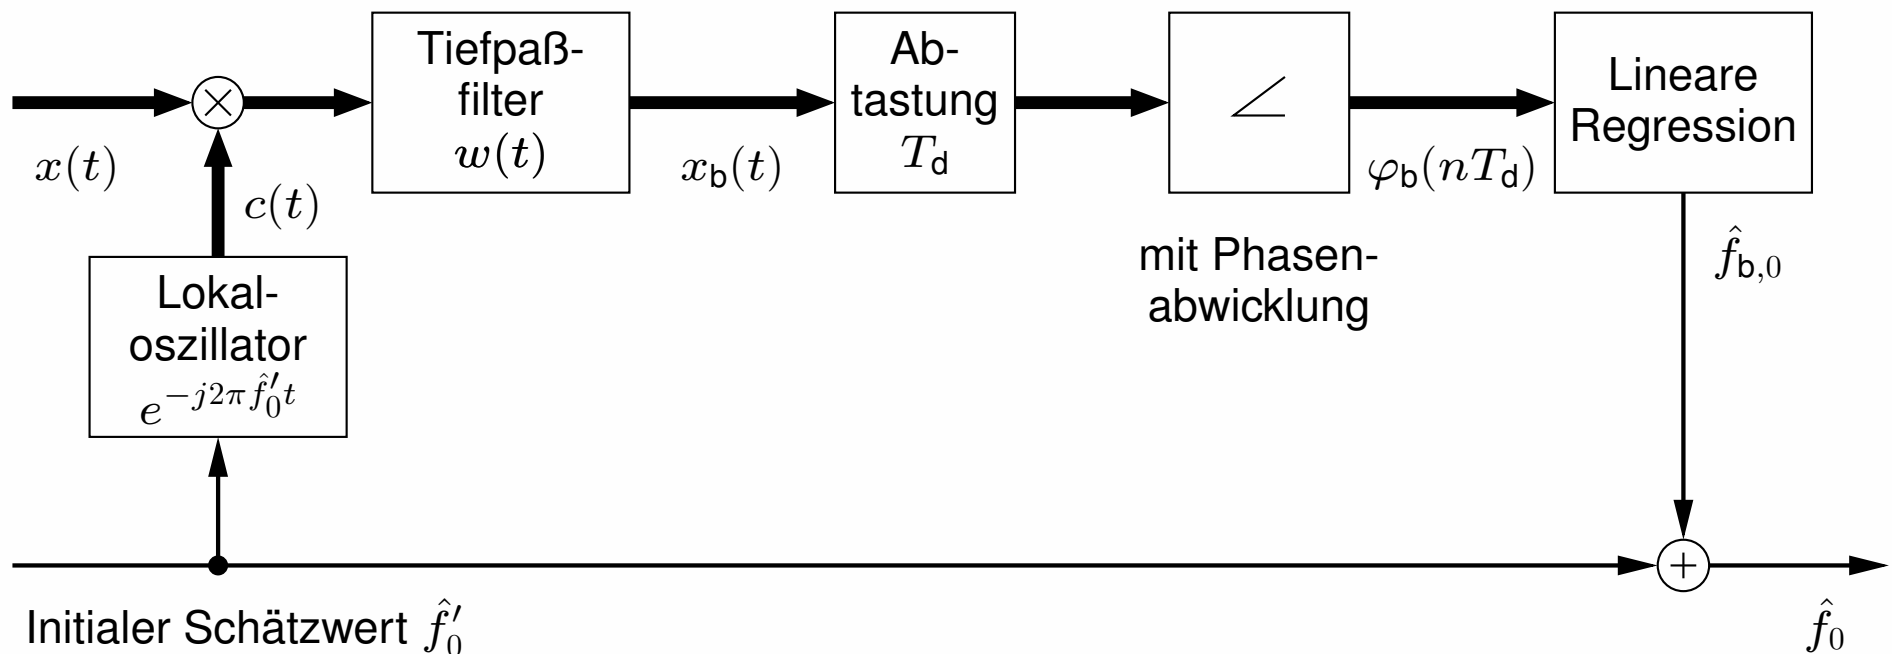 Tiefpaß-
filter
w(t)
Ab-
tastung
T_d
∠
Lineare
Regression
x(t)
c(t)
x_b(t)
φ_b(nT_d)
mit Phasen-
abwicklung
f̂_b,0
Lokal-
oszillator
e^{-j2πf̂′_0 t}
Initialer Schätzwert f̂′_0
f̂_0